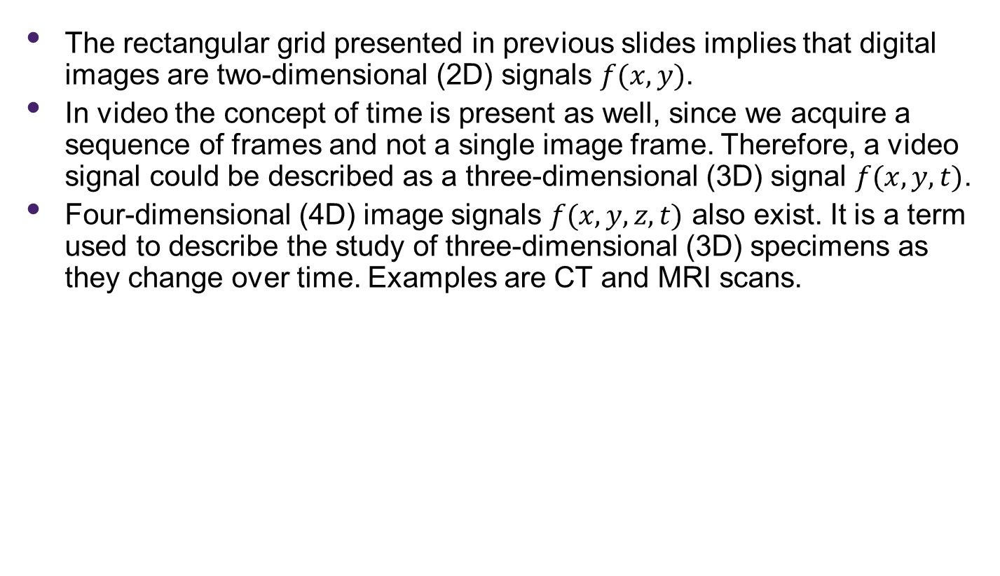 • The rectangular grid presented in previous slides implies that digital
images are two-dimensional (2D) signals f(x, y).
• In video the concept of time is present as well, since we acquire a
sequence of frames and not a single image frame. Therefore, a video
signal could be described as a three-dimensional (3D) signal f(x, y, t).
• Four-dimensional (4D) image signals f(x, y, z, t) also exist. It is a term
used to describe the study of three-dimensional (3D) specimens as
they change over time. Examples are CT and MRI scans.